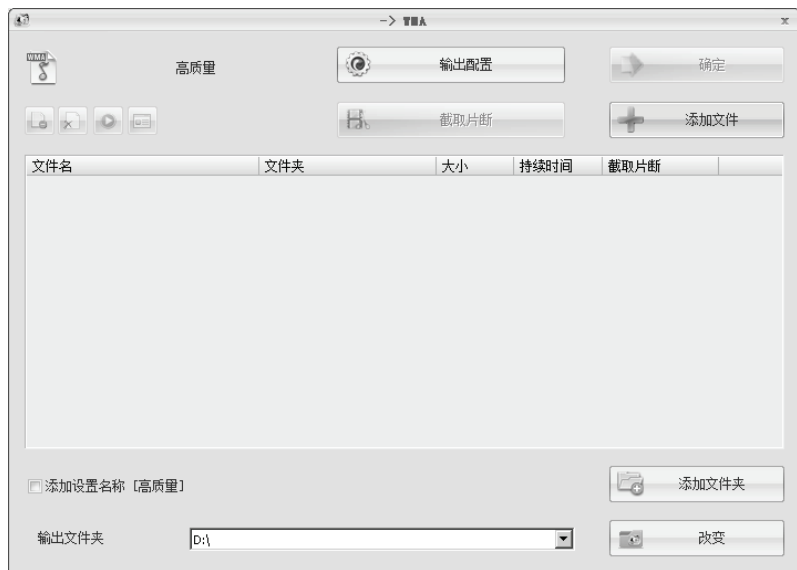 -> WMA
x
WMA
高质量
输出配置
确定
截取片断
添加文件
文件名 文件夹 大小 持续时间 截取片断
添加设置名称 [高质量]
添加文件夹
输出文件夹 D:\ 改变